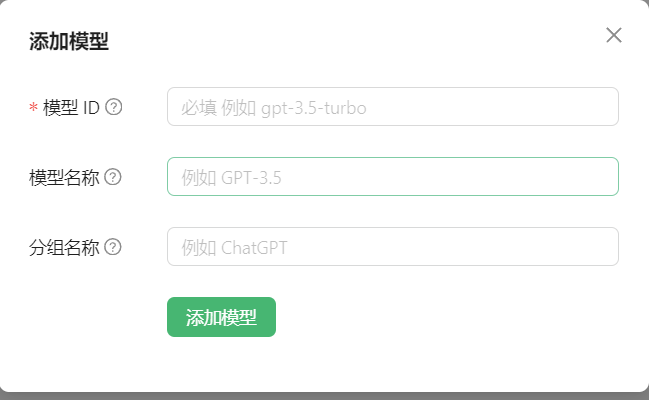 添加模型
* 模型 ID
必填 例如 gpt-3.5-turbo
模型名称
例如 GPT-3.5
分组名称
例如 ChatGPT
添加模型